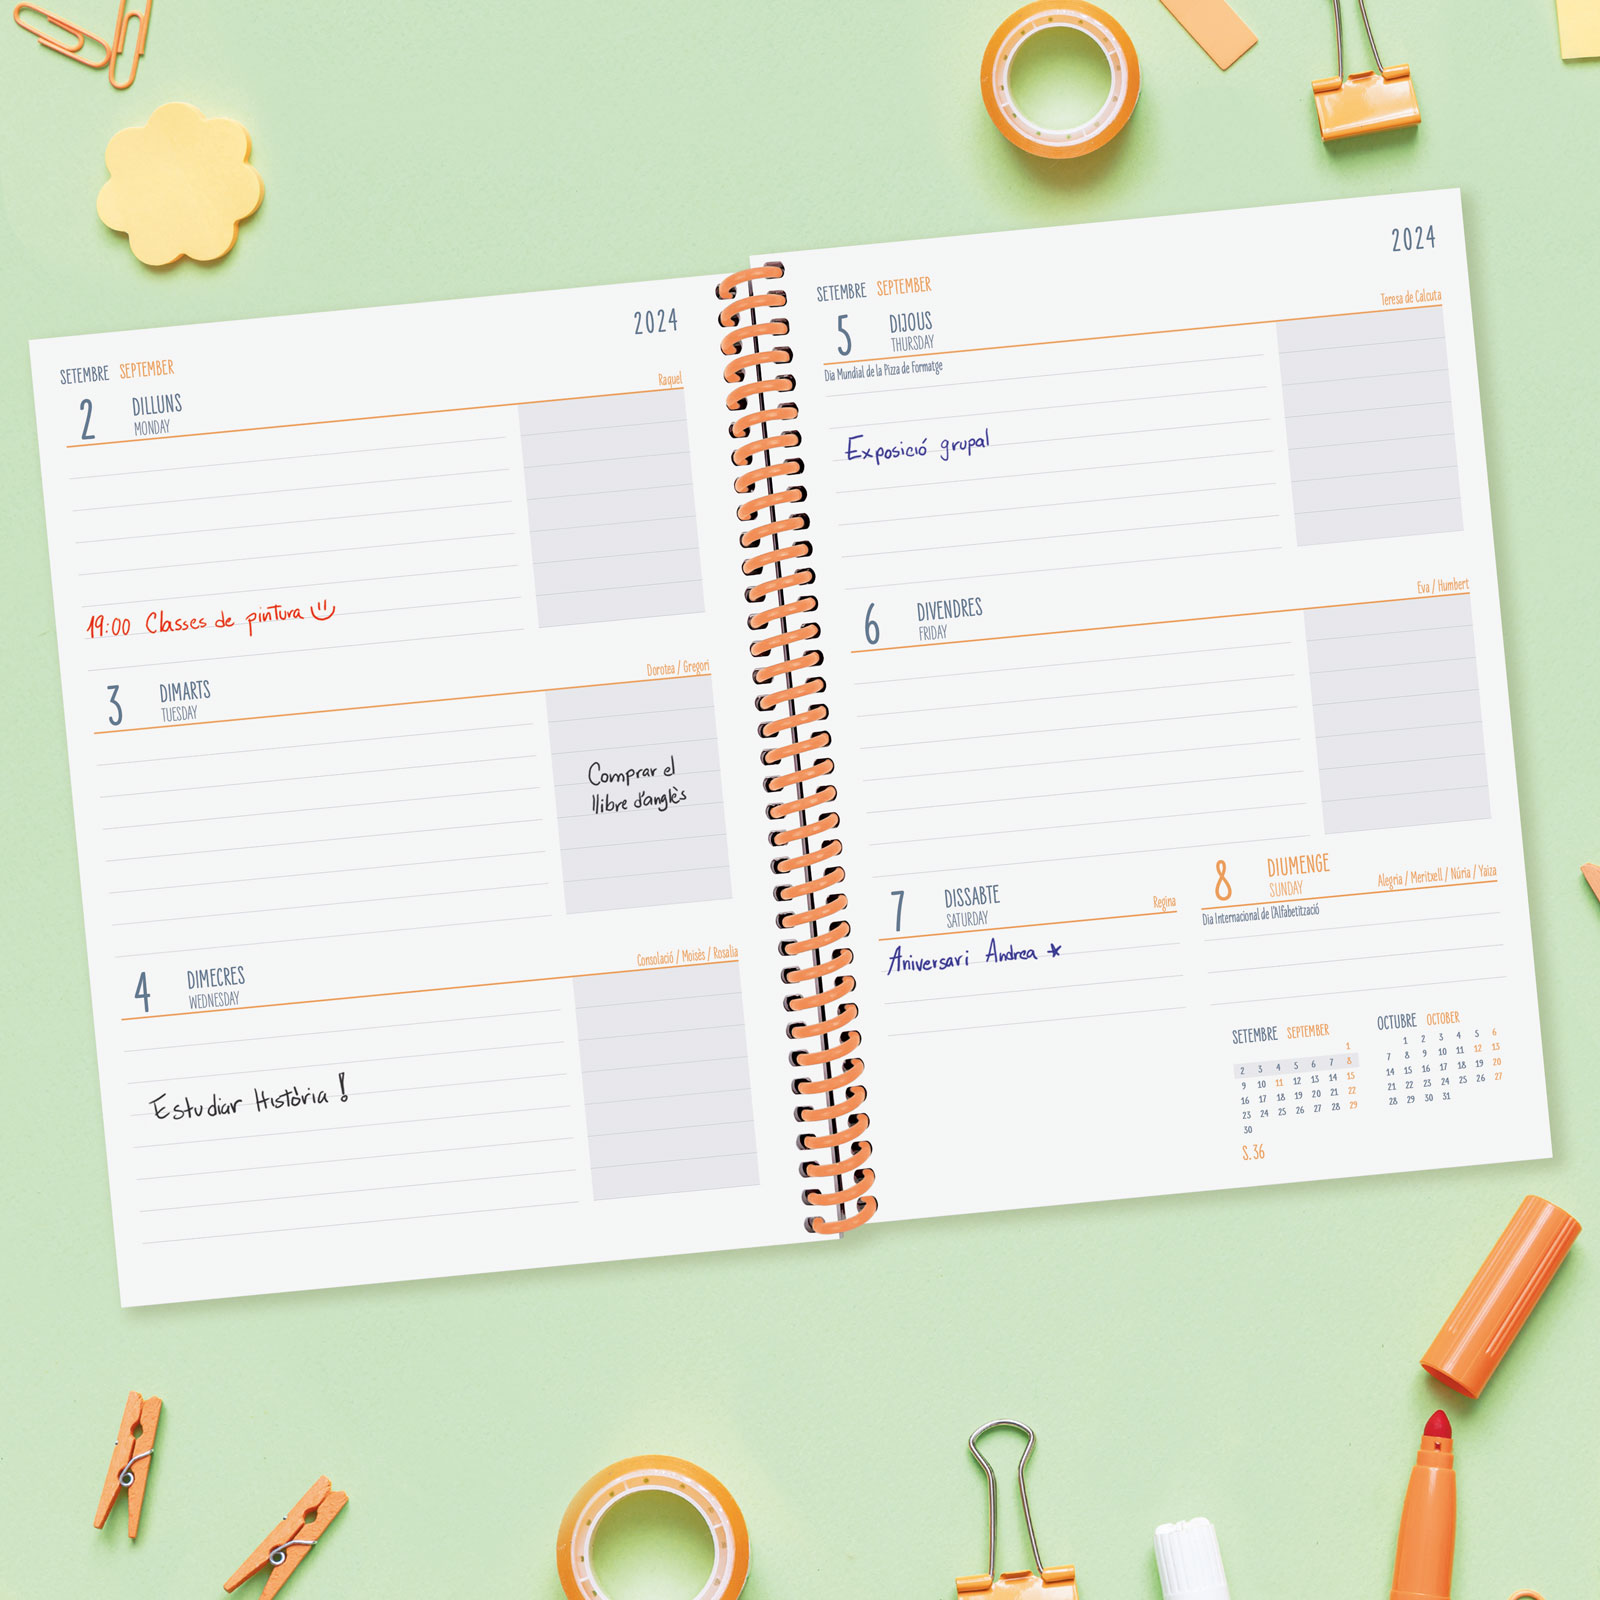 2024
SETEMBRE SEPTEMBER
2 DILLUNS
MONDAY
Raquel
19:00 Classes de pintura
3 DIMARTS
TUESDAY
Dorotea / Gregori
Comprar el
llibre d'anglès
4 DIMECRES
WEDNESDAY
Consolació / Moisès / Rosalia
Estudiar Història!
2024
SETEMBRE SEPTEMBER
5 DIJOUS
THURSDAY
Teresa de Calcuta
Dia Mundial de la Pizza de Formatge
Exposició grupal
6 DIVENDRES
FRIDAY
Eva / Humbert
7 DISSABTE
SATURDAY
Regina
Aniversari Andrea *
8 DIUMENGE
SUNDAY
Alegria / Meritxell / Núria / Yaiza
Dia Internacional de l'Alfabetització
SETEMBRE SEPTEMBER
1
2 3 4 5 6 7 8
9 10 11 12 13 14 15
16 17 18 19 20 21 22
23 24 25 26 27 28 29
30
S. 36
OCTUBRE OCTOBER
1 2 3 4 5 6
7 8 9 10 11 12 13
14 15 16 17 18 19 20
21 22 23 24 25 26 27
28 29 30 31